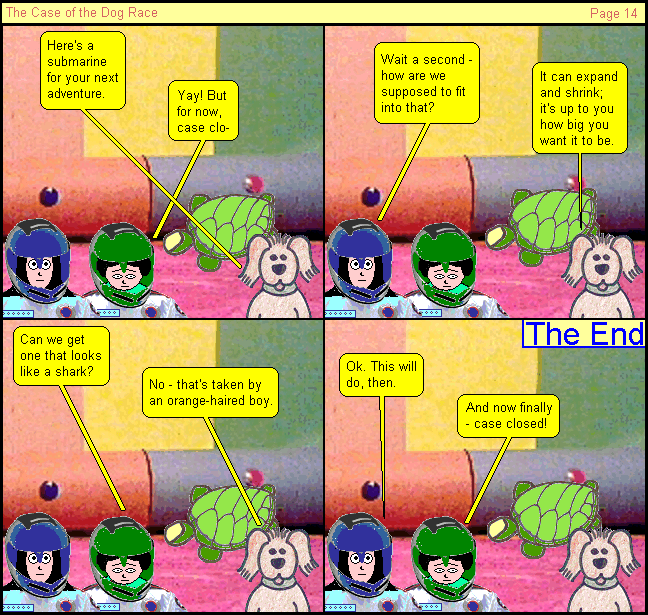 The Case of the Dog Race
Page 14
Here's a
submarine
for your next
adventure.
Yay! But
for now,
case clo-
Wait a second -
how are we
supposed to fit
into that?
It can expand
and shrink;
it's up to you
how big you
want it to be.
Can we get
one that looks
like a shark?
No - that's taken by
an orange-haired boy.
The End
Ok. This will
do, then.
And now finally
- case closed!